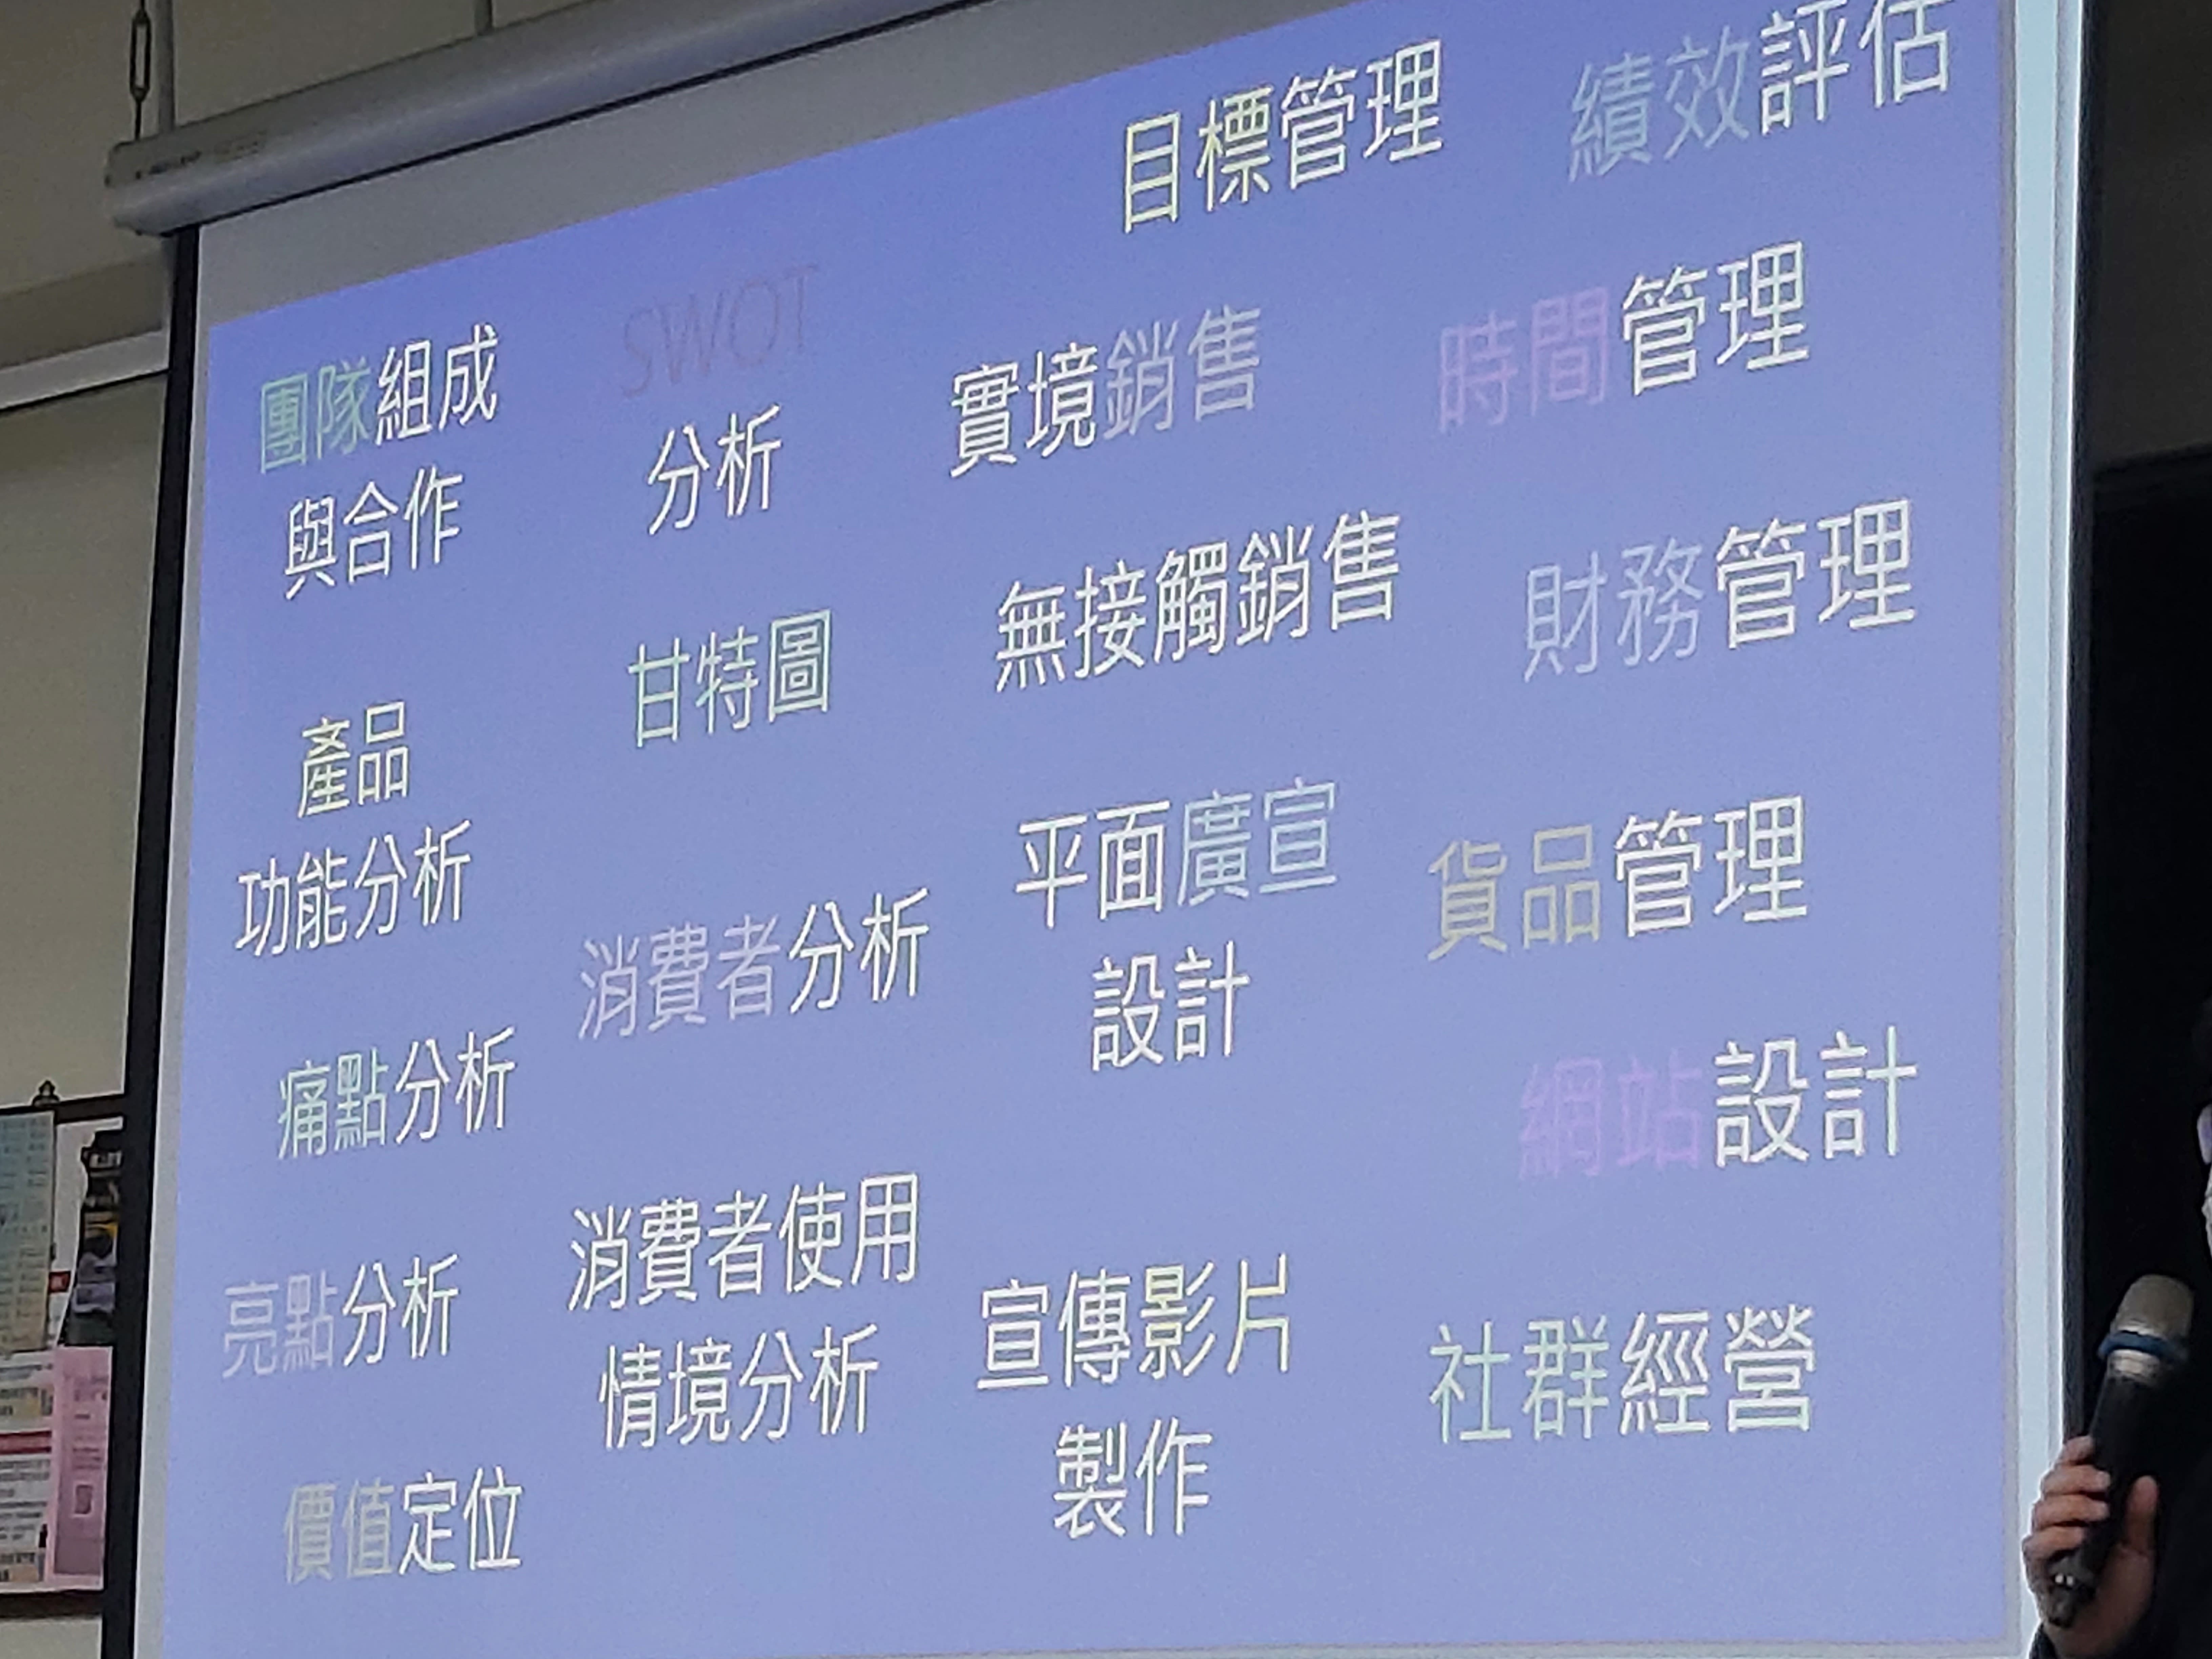 團隊組成
與合作
產品
功能分析
痛點分析
亮點分析
價值定位
SWOT
分析
甘特圖
消費者分析
消費者使用
情境分析
目標管理
實境銷售
無接觸銷售
平面廣宣
設計
宣傳影片
製作
績效評估
時間管理
財務管理
貨品管理
網站設計
社群經營